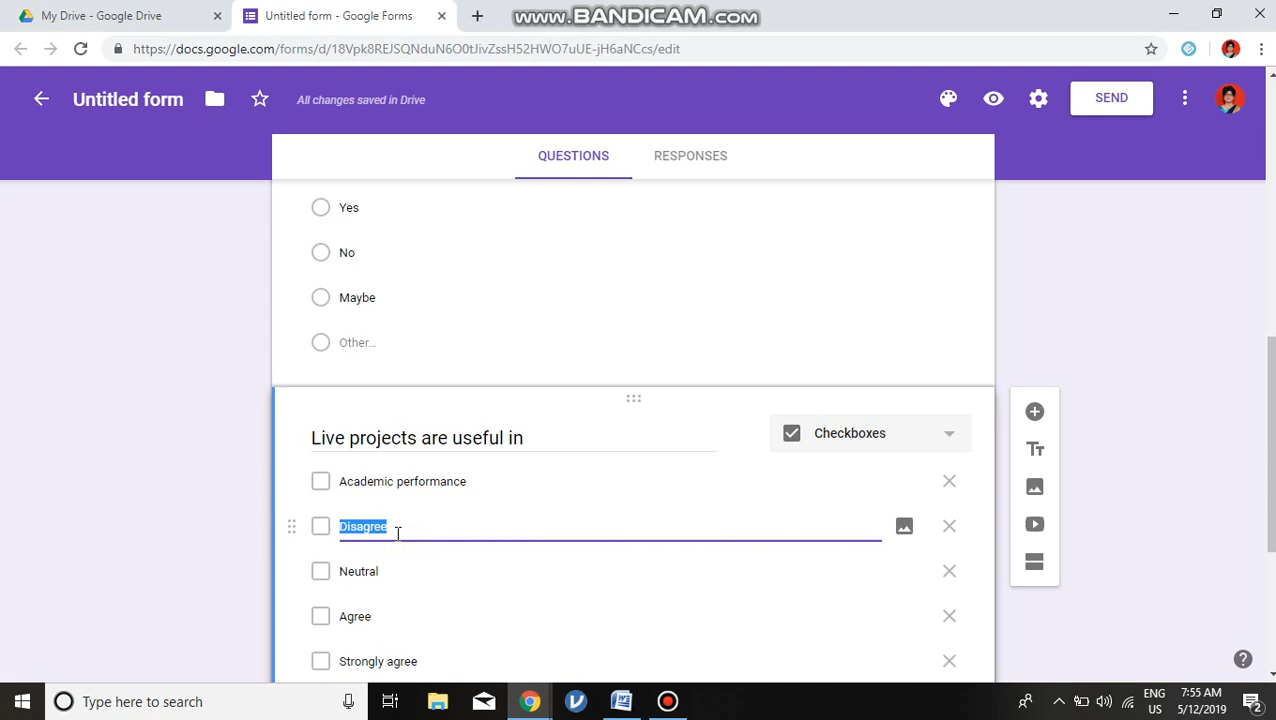 My Drive - Google Drive
Untitled form - Google Forms
www.BANDICAM.com
https://docs.google.com/forms/d/18Vpk8REJSQNduN6O0tJivZssH52HWO7uUE-jH6aNCcs/edit
Untitled form
All changes saved in Drive
SEND
QUESTIONS
RESPONSES
Yes
No
Maybe
Other...
Live projects are useful in
Checkboxes
Academic performance
Disagree
Neutral
Agree
Strongly agree
Type here to search
ENG
US
7:55 AM
5/12/2019
2